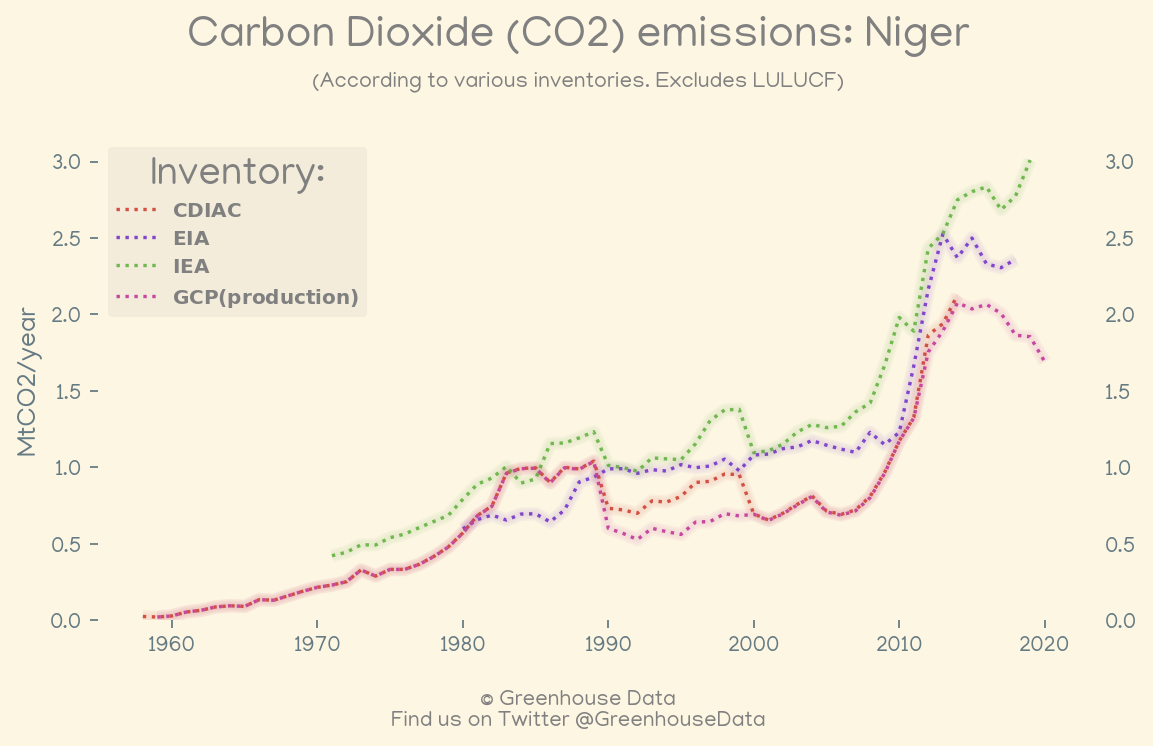 Carbon Dioxide (CO2) emissions: Niger
(According to various inventories. Excludes LULUCF)
MtCO2/year
3.0
2.5
2.0
1.5
1.0
0.5
0.0
Inventory:
CDIAC
EIA
IEA
GCP(production)
3.0
2.5
2.0
1.5
1.0
0.5
0.0
1960 1970 1980 1990 2000 2010 2020
© Greenhouse Data
Find us on Twitter @GreenhouseData